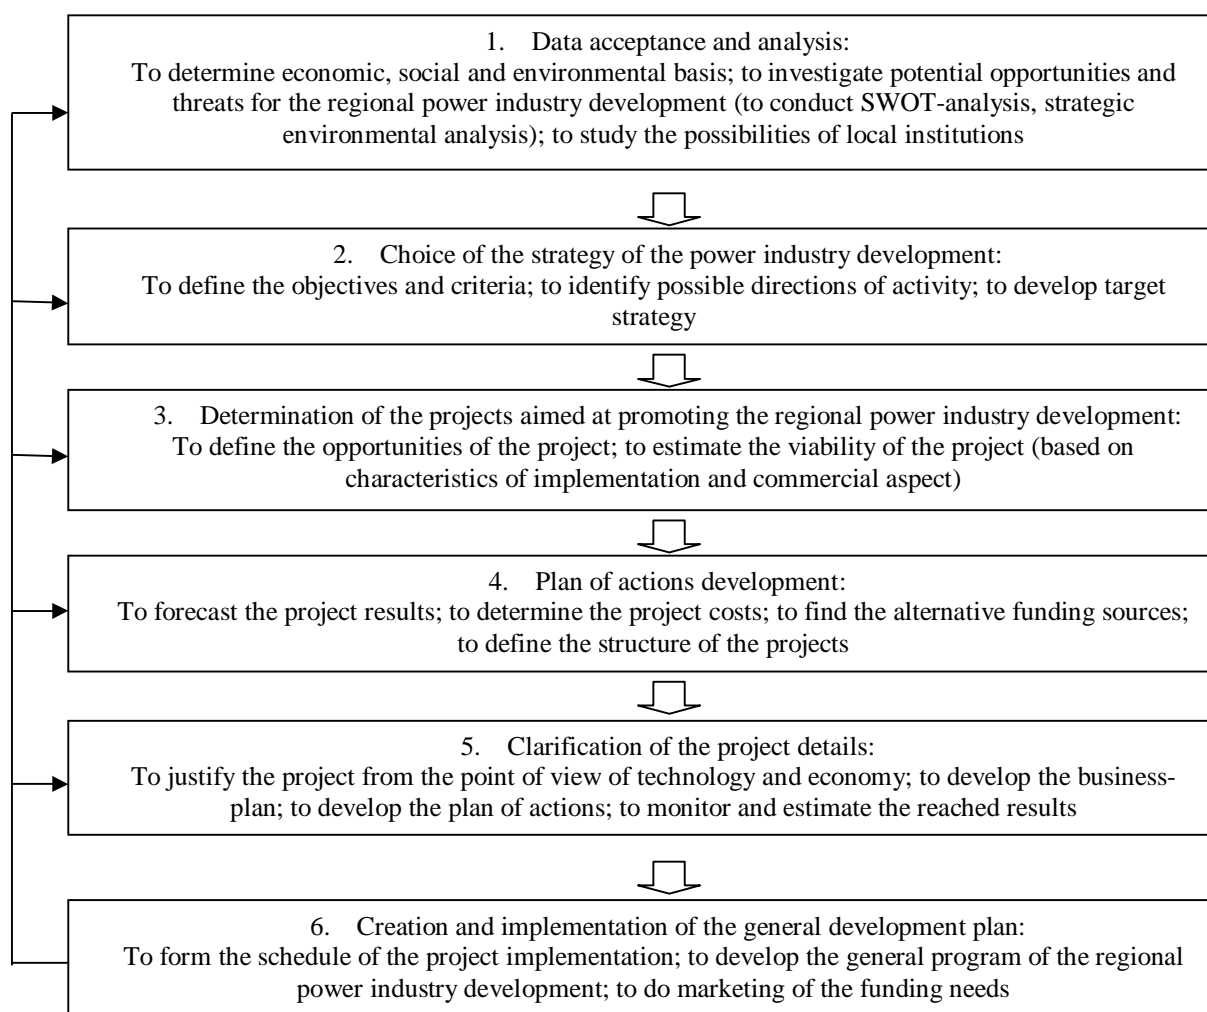 1. Data acceptance and analysis:
To determine economic, social and environmental basis; to investigate potential opportunities and
threats for the regional power industry development (to conduct SWOT-analysis, strategic
environmental analysis); to study the possibilities of local institutions
2. Choice of the strategy of the power industry development:
To define the objectives and criteria; to identify possible directions of activity; to develop target
strategy
3. Determination of the projects aimed at promoting the regional power industry development:
To define the opportunities of the project; to estimate the viability of the project (based on
characteristics of implementation and commercial aspect)
4. Plan of actions development:
To forecast the project results; to determine the project costs; to find the alternative funding sources;
to define the structure of the projects
5. Clarification of the project details:
To justify the project from the point of view of technology and economy; to develop the business-
plan; to develop the plan of actions; to monitor and estimate the reached results
6. Creation and implementation of the general development plan:
To form the schedule of the project implementation; to develop the general program of the regional
power industry development; to do marketing of the funding needs